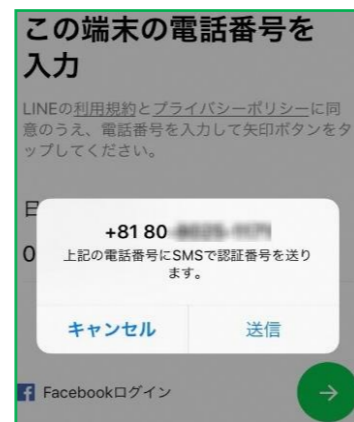 この端末の電話番号を
入力
LINEの利用規約とプライバシーポリシーに同
意のうえ、電話番号を入力して矢印ボタンをタ
ップしてください。
日
+81 80
0
上記の電話番号にSMSで認証番号を送り
ます。
キャンセル 送信
Facebookログイン